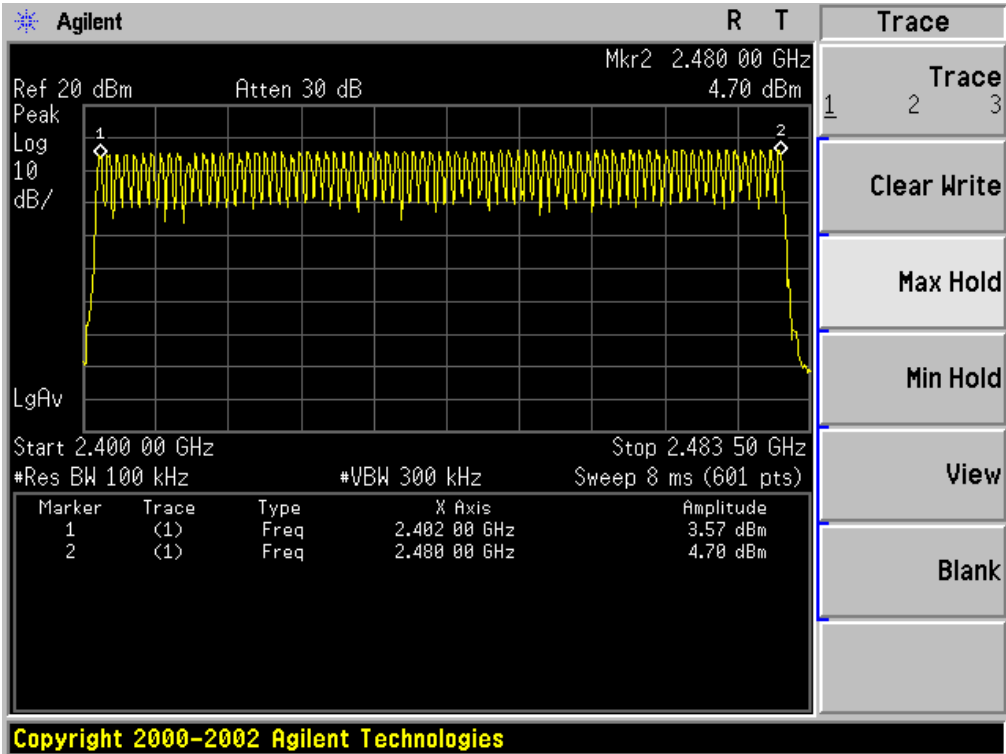 Agilent R T Trace
Mkr2 2.480 00 GHz
Ref 20 dBm Atten 30 dB 4.70 dBm
Peak
Log
10
dB/
1
2
LgAv
Start 2.400 00 GHz Stop 2.483 50 GHz
#Res BW 100 kHz #VBW 300 kHz Sweep 8 ms (601 pts)
Marker Trace Type X Axis Amplitude
1 (1) Freq 2.402 00 GHz 3.57 dBm
2 (1) Freq 2.480 00 GHz 4.70 dBm
Trace
1 2 3
Clear Write
Max Hold
Min Hold
View
Blank
Copyright 2000-2002 Agilent Technologies